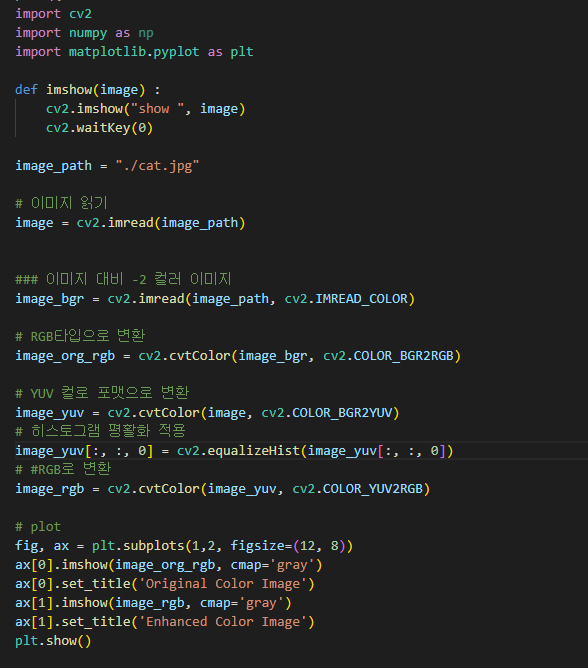 import cv2
import numpy as np
import matplotlib.pyplot as plt
def imshow(image) :
cv2.imshow("show ", image)
cv2.waitKey(0)
image_path = "./cat.jpg"
# 이미지 읽기
image = cv2.imread(image_path)
### 이미지 대비 -2 컬러 이미지
image_bgr = cv2.imread(image_path, cv2.IMREAD_COLOR)
# RGB타입으로 변환
image_org_rgb = cv2.cvtColor(image_bgr, cv2.COLOR_BGR2RGB)
# YUV 컬로 포맷으로 변환
image_yuv = cv2.cvtColor(image, cv2.COLOR_BGR2YUV)
# 히스토그램 평활화 적용
image_yuv[:, :, 0] = cv2.equalizeHist(image_yuv[:, :, 0])
# #RGB로 변환
image_rgb = cv2.cvtColor(image_yuv, cv2.COLOR_YUV2RGB)
# plot
fig, ax = plt.subplots(1,2, figsize=(12, 8))
ax[0].imshow(image_org_rgb, cmap='gray')
ax[0].set_title('Original Color Image')
ax[1].imshow(image_rgb, cmap='gray')
ax[1].set_title('Enhanced Color Image')
plt.show()